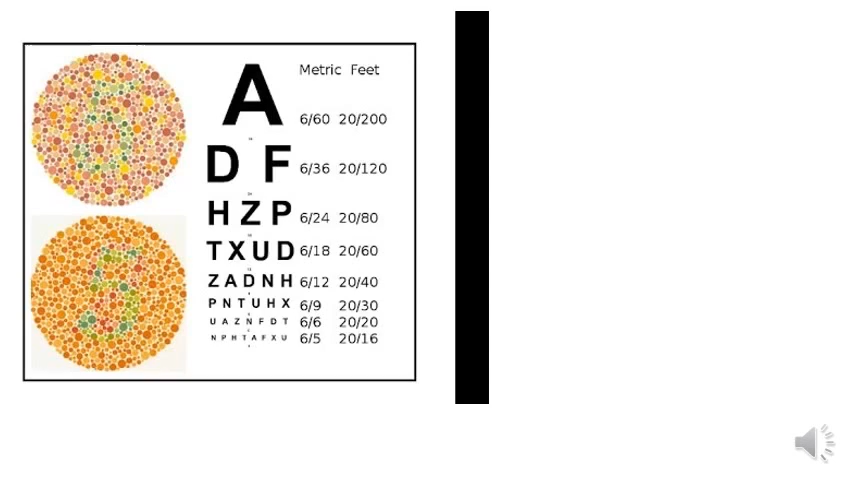 Metric Feet
A 6/60 20/200
D F 6/36 20/120
H Z P 6/24 20/80
T X U D 6/18 20/60
Z A D N H 6/12 20/40
P N T U H X 6/9 20/30
U A Z N F D T 6/6 20/20
N P H T A F X U 6/5 20/16
5